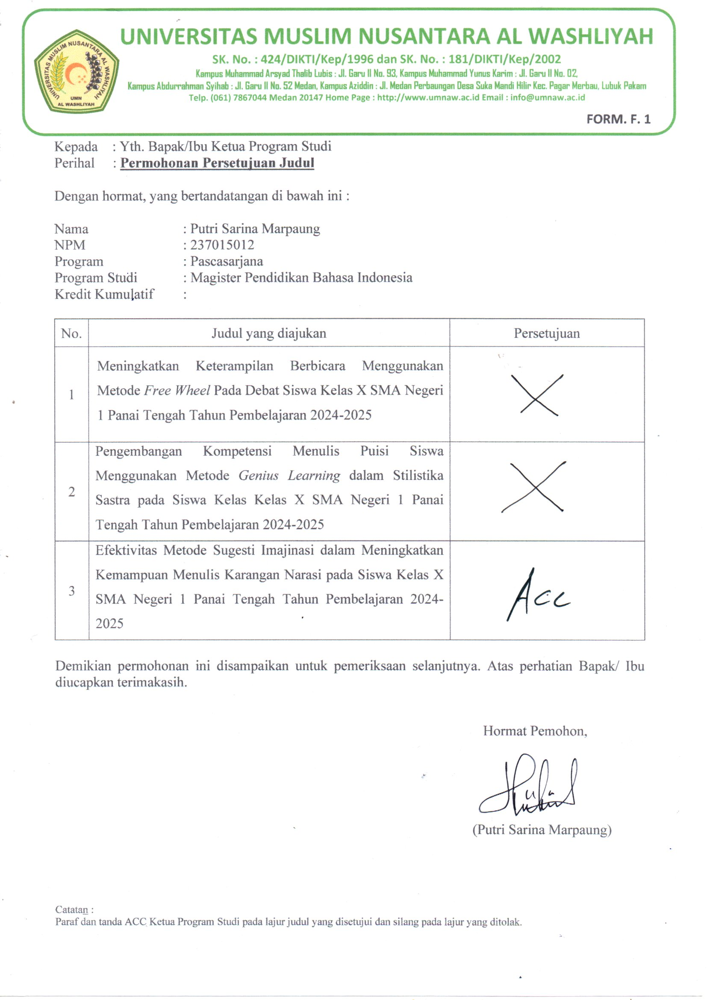 UNIVERSITAS MUSLIM NUSANTARA AL WASHLIYAH
UMN
AL WASHLIYAH
UNIVERSITAS MUSLIM NUSANTARA AL WASHLIYAH
SK. No. : 424/DIKTI/Kep/1996 dan SK. No. : 181/DIKTI/Kep/2002
Kampus Muhammad Arsyad Thalib Lubis : Jl. Garu II No. 93, Kampus Muhammad Yunus Karim : Jl. Garu II No. 02,
Kampus Abdurrahman Syihab : Jl. Garu II No. 52 Medan, Kampus Aziddin : Jl. Medan Perbaungan Desa Suka Mandi Hilir Kec. Pagar Merbau, Lubuk Pakam
Telp. (061) 7867044 Medan 20147 Home Page : http://www.umnaw.ac.id Email : info@umnaw.ac.id
FORM. F. 1
Kepada : Yth. Bapak/Ibu Ketua Program Studi
Perihal : Permohonan Persetujuan Judul
Dengan hormat, yang bertandatangan di bawah ini :
Nama : Putri Sarina Marpaung
NPM : 237015012
Program : Pascasarjana
Program Studi : Magister Pendidikan Bahasa Indonesia
Kredit Kumulatif :
No. Judul yang diajukan Persetujuan
1
Meningkatkan Keterampilan Berbicara Menggunakan
Metode Free Wheel Pada Debat Siswa Kelas X SMA Negeri
1 Panai Tengah Tahun Pembelajaran 2024-2025
2
Pengembangan Kompetensi Menulis Puisi Siswa
Menggunakan Metode Genius Learning dalam Stilistika
Sastra pada Siswa Kelas Kelas X SMA Negeri 1 Panai
Tengah Tahun Pembelajaran 2024-2025
3
Efektivitas Metode Sugesti Imajinasi dalam Meningkatkan
Kemampuan Menulis Karangan Narasi pada Siswa Kelas X
SMA Negeri 1 Panai Tengah Tahun Pembelajaran 2024-
2025
Acc
Demikian permohonan ini disampaikan untuk pemeriksaan selanjutnya. Atas perhatian Bapak/ Ibu
diucapkan terimakasih.
Hormat Pemohon,
(Putri Sarina Marpaung)
Catatan :
Paraf dan tanda ACC Ketua Program Studi pada lajur judul yang disetujui dan silang pada lajur yang ditolak.